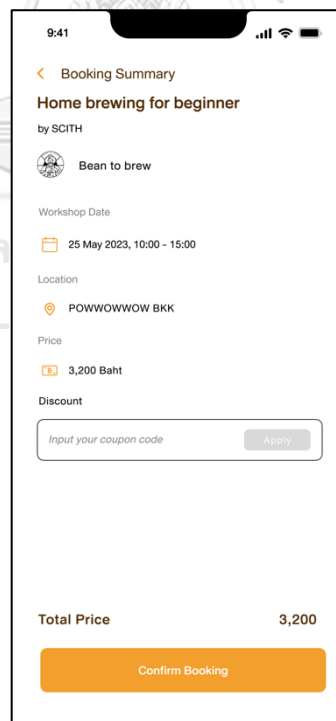 9:41
Booking Summary
Home brewing for beginner
by SCITH
Bean to brew
Workshop Date
25 May 2023, 10:00 - 15:00
Location
POWWOWWOW BKK
Price
3,200 Baht
Discount
Input your coupon code
Apply
Total Price 3,200
Confirm Booking